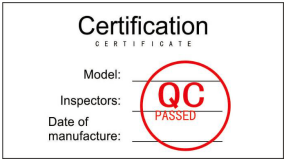 Certification
CERTIFICATE
Model:
Inspectors:
Date of
manufacture:
QC
PASSED